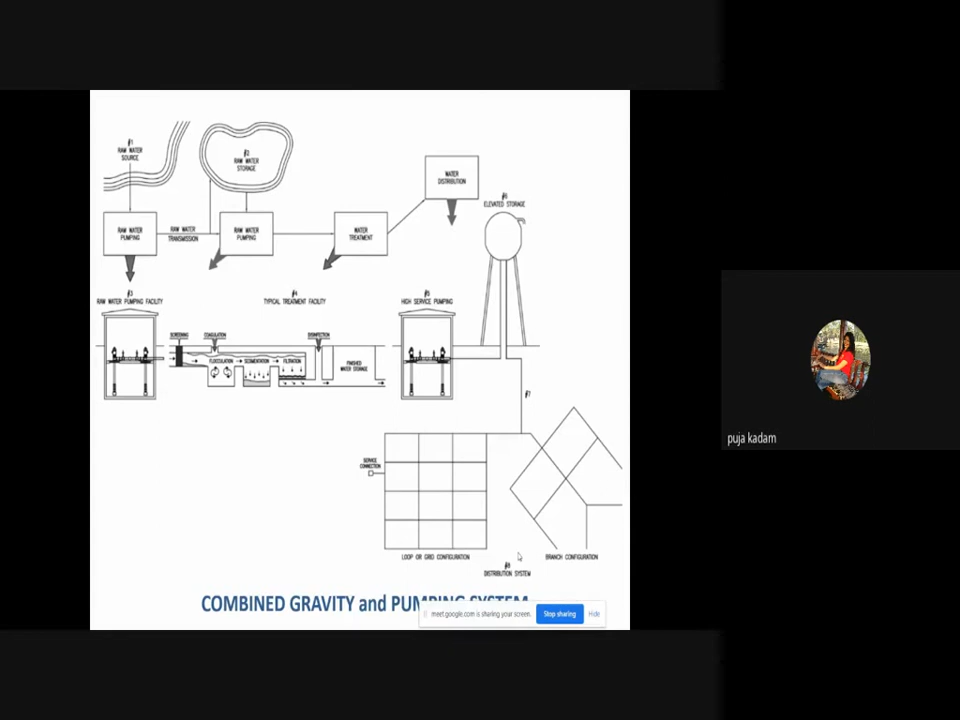 #1
RAW WATER
SOURCE
#2
RAW WATER
STORAGE
WATER
DISTRIBUTION
#6
ELEVATED STORAGE
RAW WATER
PUMPING
RAW WATER
TRANSMISSION
RAW WATER
PUMPING
WATER
TREATMENT
#3
RAW WATER PUMPING FACILITY
#4
TYPICAL TREATMENT FACILITY
#5
HIGH SERVICE PUMPING
SCREENING
COAGULATION
DISINFECTION
FLOCCULATION
SEDIMENTATION
FILTRATION
FINISHED
WATER STORAGE
#7
SERVICE
CONNECTION
LOOP OR GRID CONFIGURATION
BRANCH CONFIGURATION
#8
DISTRIBUTION SYSTEM
COMBINED GRAVITY and PUMPING SYSTEM
meet.google.com is sharing your screen.
Stop sharing
Hide
puja kadam